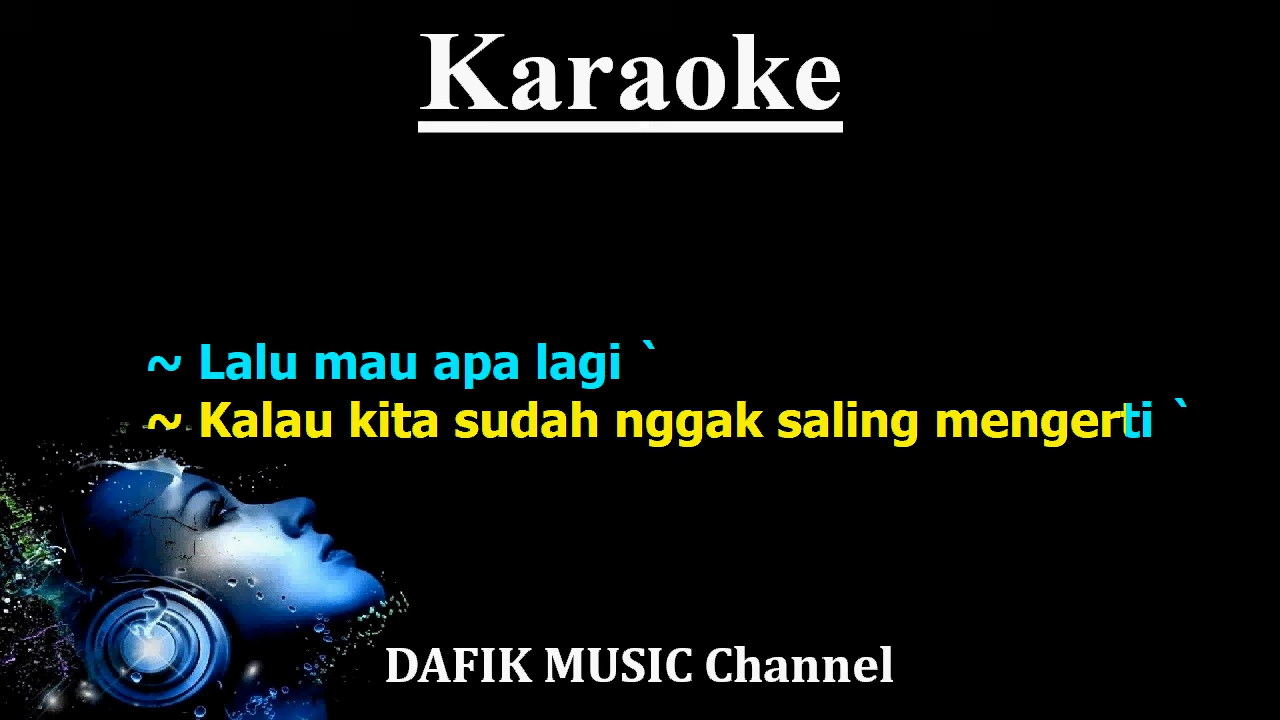 Karaoke
~ Lalu mau apa lagi `
~ Kalau kita sudah nggak saling mengerti `
DAFIK MUSIC Channel